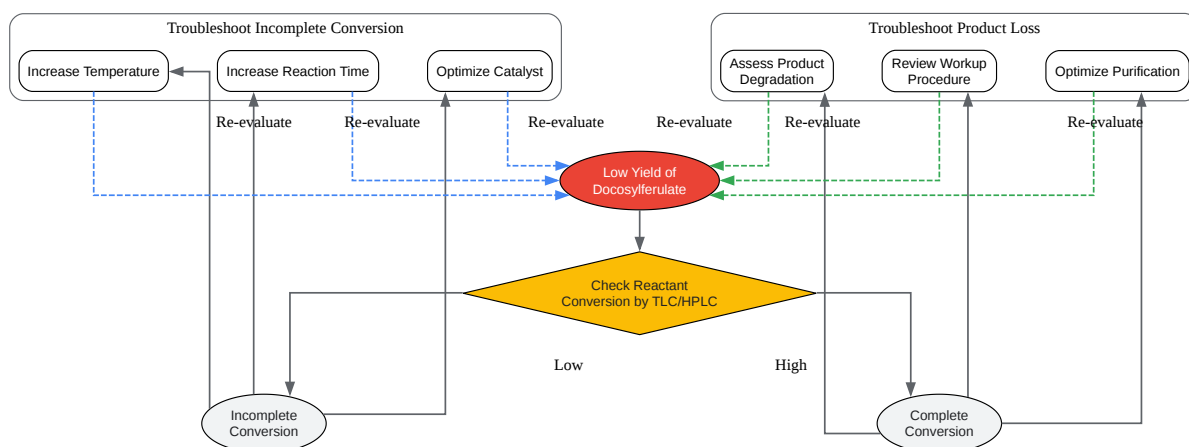 Troubleshoot Incomplete Conversion
Troubleshoot Product Loss
Increase Temperature
Increase Reaction Time
Optimize Catalyst
Assess Product
Degradation
Review Workup
Procedure
Optimize Purification
Re-evaluate
Re-evaluate
Re-evaluate
Re-evaluate
Re-evaluate
Re-evaluate
Low Yield of
Docosylferulate
Check Reactant
Conversion by TLC/HPLC
Low
High
Incomplete
Conversion
Complete
Conversion